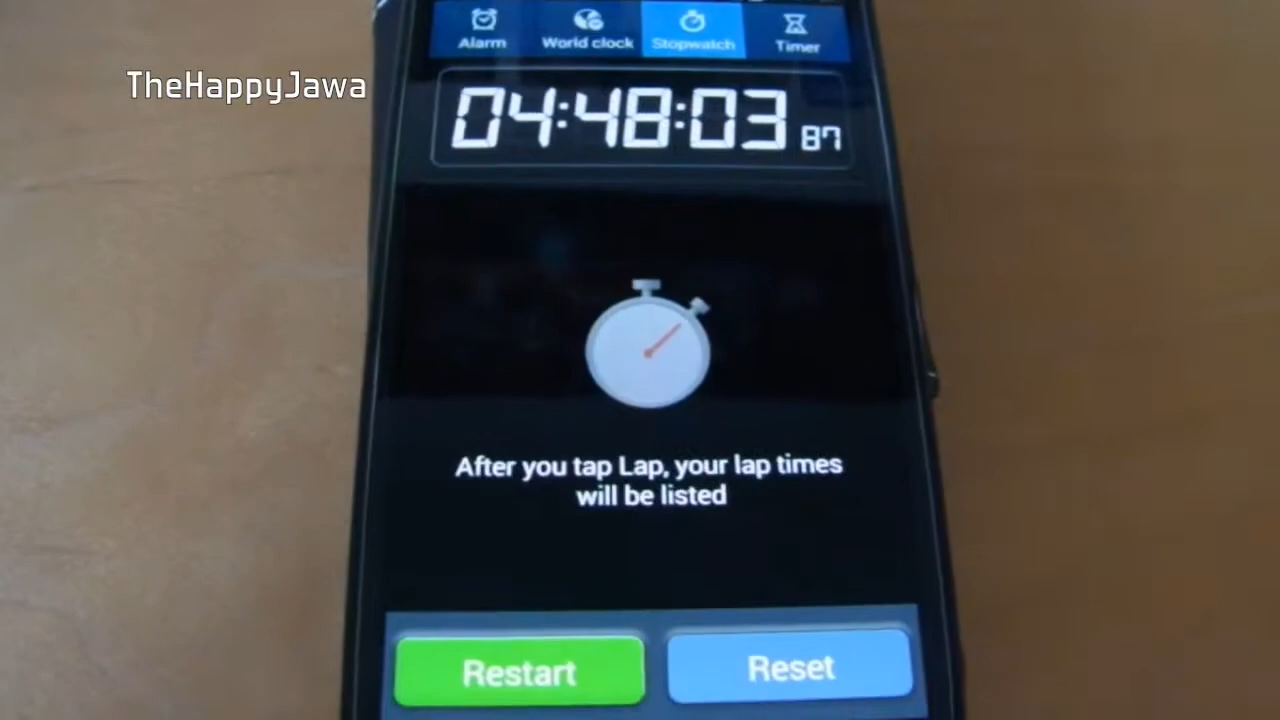 Alarm World clock Stopwatch Timer
TheHappyJawa
04:48:03 87
After you tap Lap, your lap times
will be listed
Restart Reset